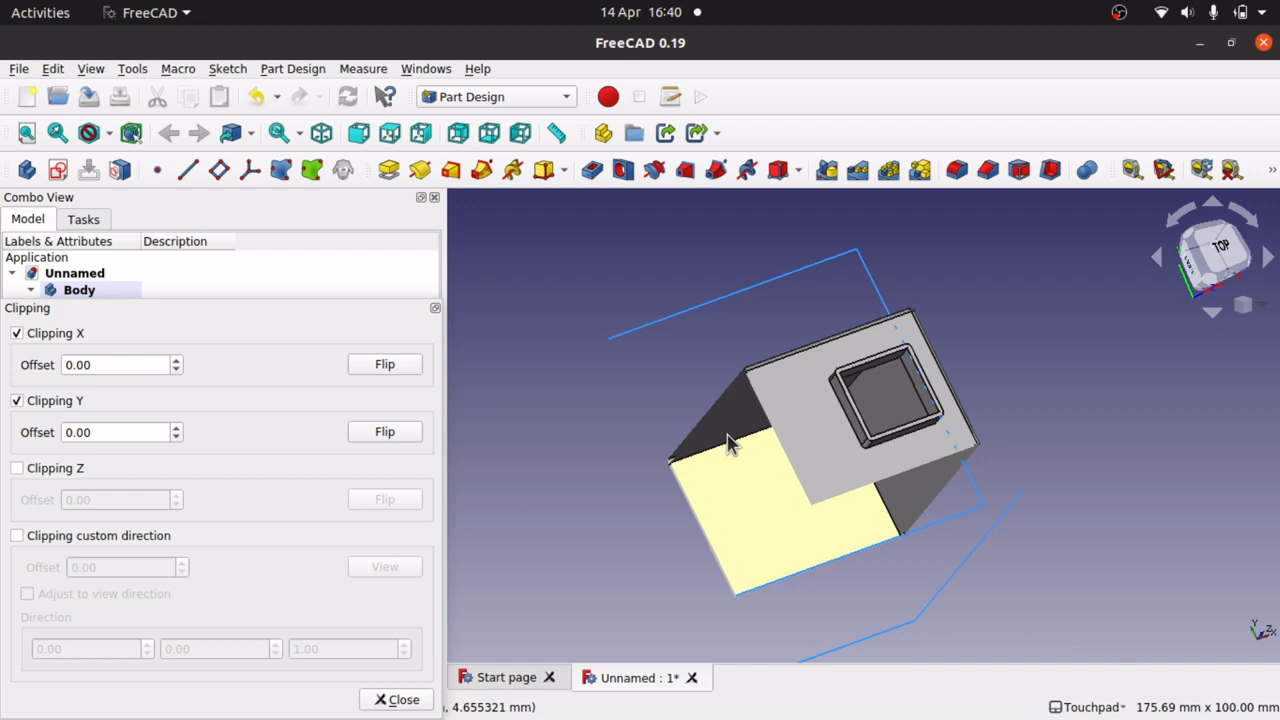 Activities FreeCAD 14 Apr 16:40
FreeCAD 0.19
File Edit View Tools Macro Sketch Part Design Measure Windows Help
Part Design
Combo View
Model Tasks
Labels & Attributes Description
Application
Unnamed
Body
Clipping
Clipping X
Offset 0.00 Flip
Clipping Y
Offset 0.00 Flip
Clipping Z
Offset 0.00 Flip
Clipping custom direction
Offset 0.00 View
Adjust to view direction
Direction
0.00 0.00 1.00
Close
TOP
Y
Z
X
Start page Unnamed : 1*
, 4.655321 mm) Touchpad 175.69 mm x 100.00 mm